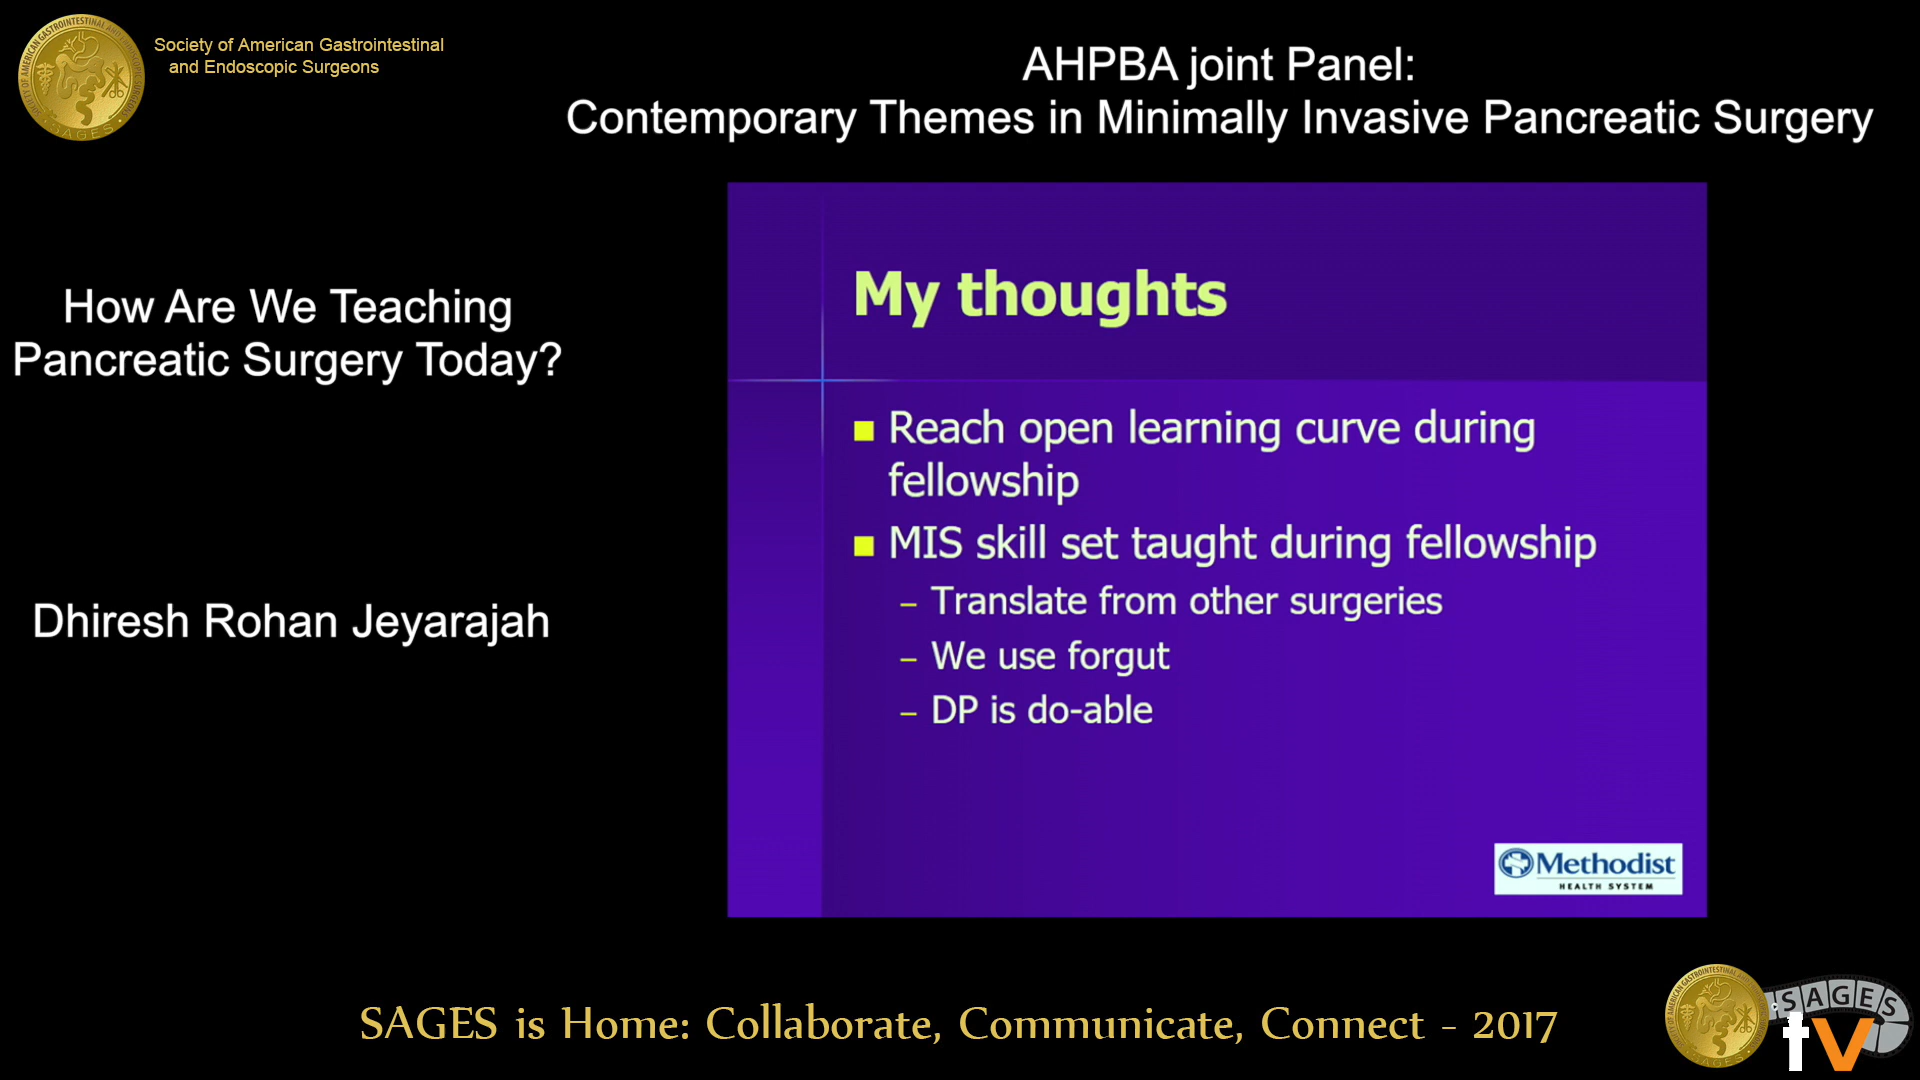 Society of American Gastrointestinal
and Endoscopic Surgeons
AHPBA joint Panel:
Contemporary Themes in Minimally Invasive Pancreatic Surgery
How Are We Teaching
Pancreatic Surgery Today?
Dhiresh Rohan Jeyarajah
My thoughts
Reach open learning curve during
fellowship
MIS skill set taught during fellowship
– Translate from other surgeries
– We use forgut
– DP is do-able
Methodist
HEALTH SYSTEM
SAGES is Home: Collaborate, Communicate, Connect - 2017
SAGES
tv